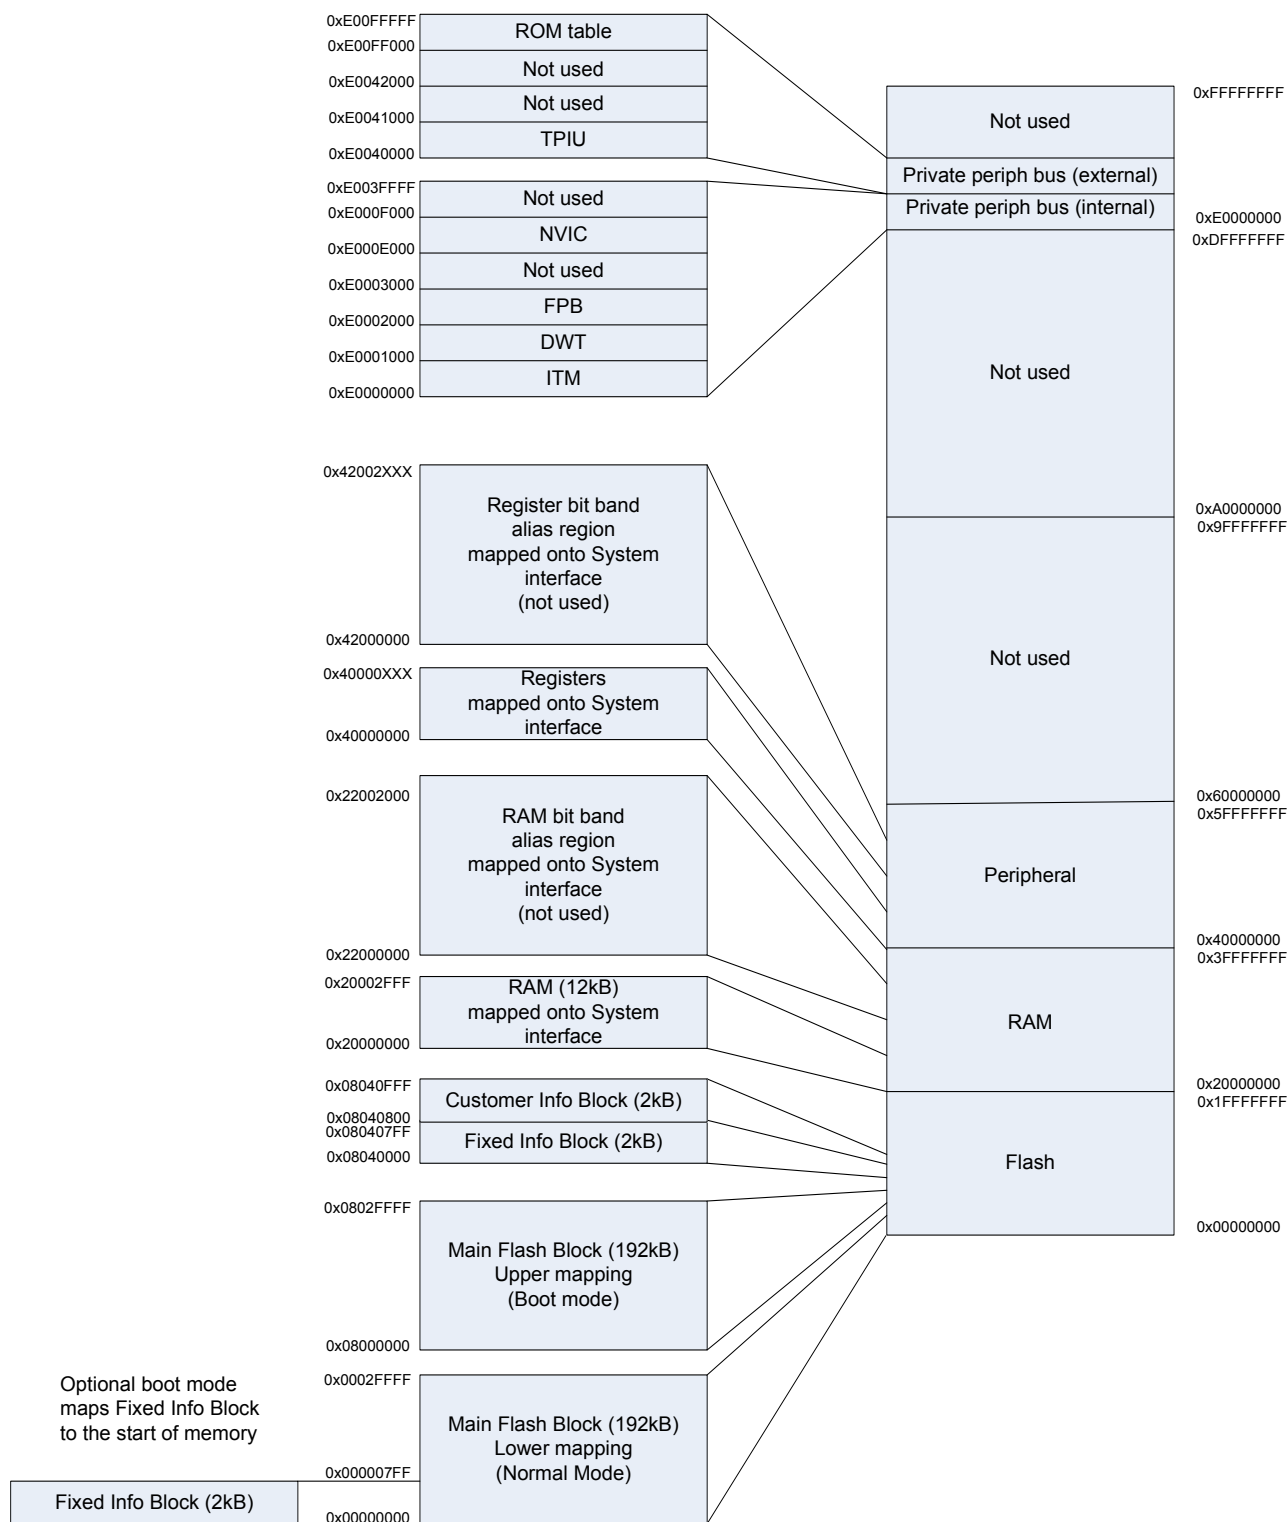 0xE00FFFFF
ROM table
0xE00FF000
Not used
0xE0042000
Not used
0xE0041000
TPIU
0xE0040000
0xE003FFFF
Not used
0xE000F000
NVIC
0xE000E000
Not used
0xE0003000
FPB
0xE0002000
DWT
0xE0001000
ITM
0xE0000000
0x42002XXX
Register bit band
alias region
mapped onto System
interface
(not used)
0x42000000
0x40000XXX
Registers
mapped onto System
interface
0x40000000
0x22002000
RAM bit band
alias region
mapped onto System
interface
(not used)
0x22000000
0x20002FFF
RAM (12kB)
mapped onto System
interface
0x20000000
0x08040FFF
Customer Info Block (2kB)
0x08040800
0x080407FF
Fixed Info Block (2kB)
0x08040000
0x0802FFFF
Main Flash Block (192kB)
Upper mapping
(Boot mode)
0x08000000
0x0002FFFF
Main Flash Block (192kB)
Lower mapping
(Normal Mode)
0x000007FF
0x00000000
Optional boot mode
maps Fixed Info Block
to the start of memory
Fixed Info Block (2kB)
0xFFFFFFFF
Not used
Private periph bus (external)
Private periph bus (internal)
0xE0000000
0xDFFFFFFF
Not used
0xA0000000
0x9FFFFFFF
Not used
0x60000000
0x5FFFFFFF
Peripheral
0x40000000
0x3FFFFFFF
RAM
0x20000000
0x1FFFFFFF
Flash
0x00000000